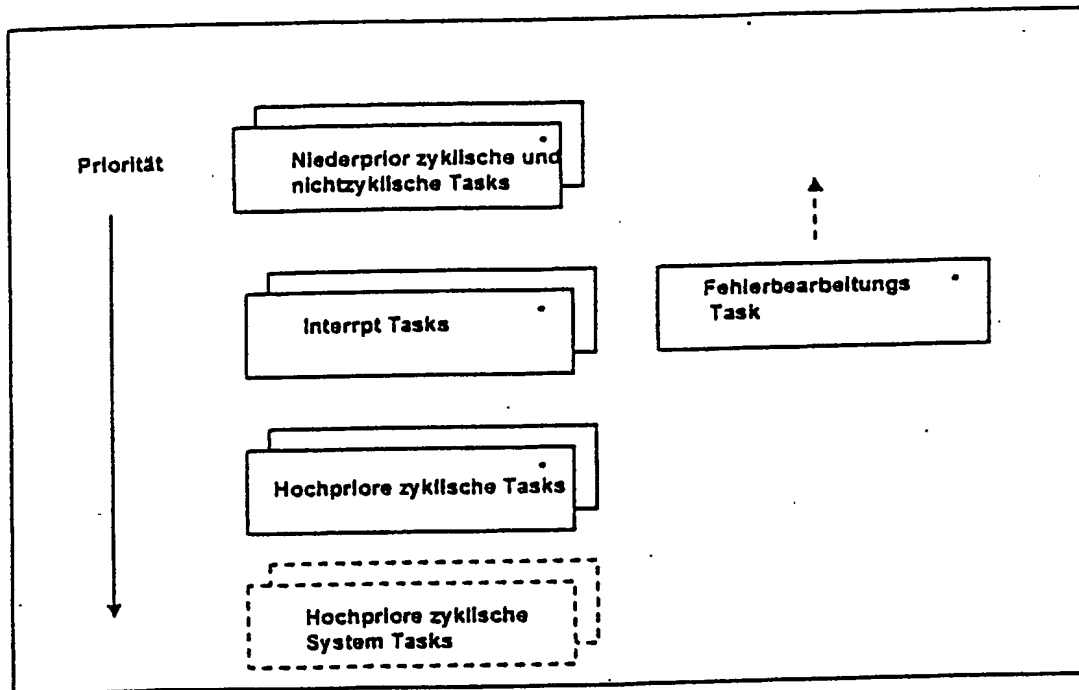 Priorität
Niederprior zyklische und
nichtzyklische Tasks
Interrpt Tasks
Fehlerbearbeitungs
Task
Hochpriore zyklische Tasks
Hochpriore zyklische
System Tasks